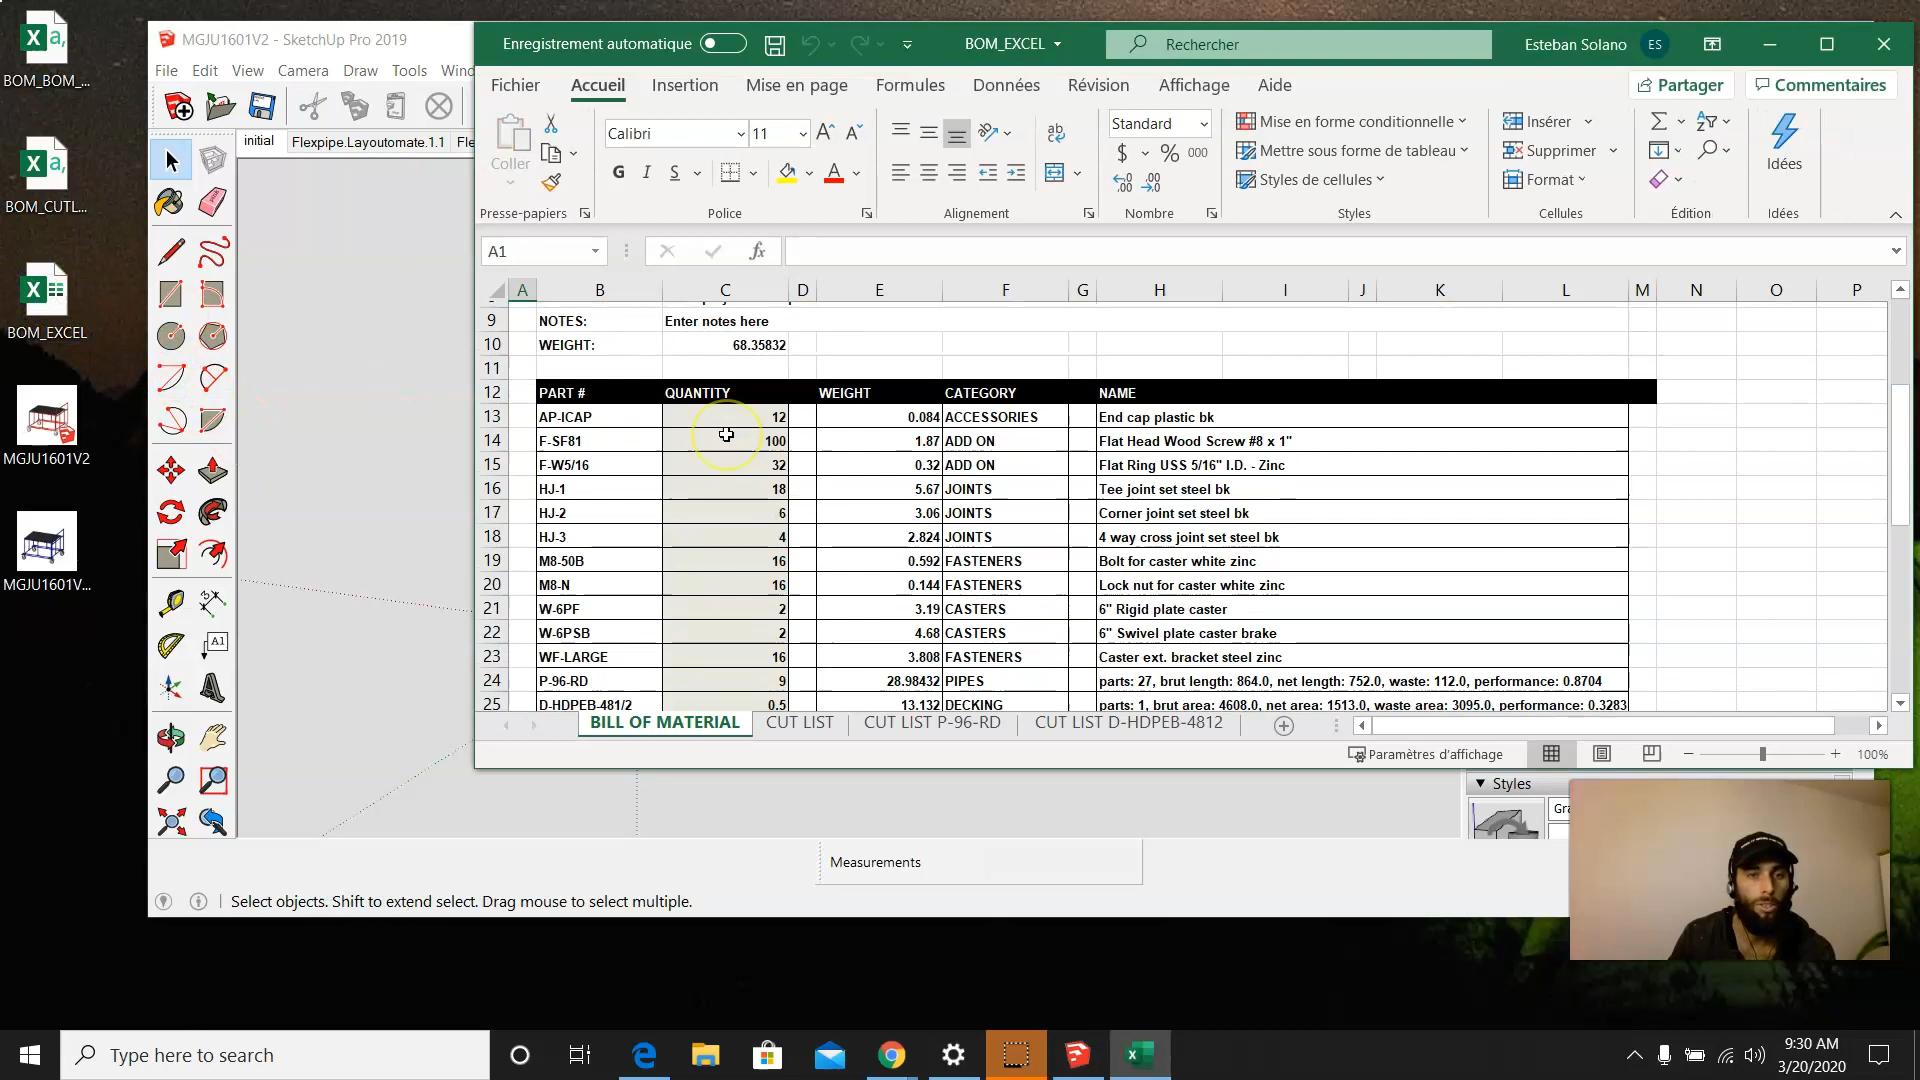 BOM_BOM_...
BOM_CUTL...
BOM_EXCEL
MGJU1601V2
MGJU1601V...
MGJU1601V2 - SketchUp Pro 2019
File Edit View Camera Draw Tools Wind
initial Flexpipe.Layoutomate.1.1 Fle
Enregistrement automatique BOM_EXCEL Rechercher Esteban Solano ES
Fichier Accueil Insertion Mise en page Formules Données Révision Affichage Aide Partager Commentaires
Coller
Calibri 11
G I S
Standard
$ % 000
Mise en forme conditionnelle
Mettre sous forme de tableau
Styles de cellules
Insérer
Supprimer
Format
Idées
Presse-papiers Police Alignement Nombre Styles Cellules Édition Idées
A1 fx
A B C D E F G H I J K L M N O P
9 NOTES: Enter notes here
10 WEIGHT: 68.35832
11
12 PART # QUANTITY WEIGHT CATEGORY NAME
13 AP-ICAP 12 0.084 ACCESSORIES End cap plastic bk
14 F-SF81 100 1.87 ADD ON Flat Head Wood Screw #8 x 1"
15 F-W5/16 32 0.32 ADD ON Flat Ring USS 5/16" I.D. - Zinc
16 HJ-1 18 5.67 JOINTS Tee joint set steel bk
17 HJ-2 6 3.06 JOINTS Corner joint set steel bk
18 HJ-3 4 2.824 JOINTS 4 way cross joint set steel bk
19 M8-50B 16 0.592 FASTENERS Bolt for caster white zinc
20 M8-N 16 0.144 FASTENERS Lock nut for caster white zinc
21 W-6PF 2 3.19 CASTERS 6" Rigid plate caster
22 W-6PSB 2 4.68 CASTERS 6" Swivel plate caster brake
23 WF-LARGE 16 3.808 FASTENERS Caster ext. bracket steel zinc
24 P-96-RD 9 28.98432 PIPES parts: 27, brut length: 864.0, net length: 752.0, waste: 112.0, performance: 0.8704
25 D-HDPEB-481/2 0.5 13.132 DECKING parts: 1, brut area: 4608.0, net area: 1513.0, waste area: 3095.0, performance: 0.3283
BILL OF MATERIAL CUT LIST CUT LIST P-96-RD CUT LIST D-HDPEB-4812
Paramètres d'affichage 100%
Styles
Gra
A1
Measurements
Select objects. Shift to extend select. Drag mouse to select multiple.
Type here to search
9:30 AM
3/20/2020